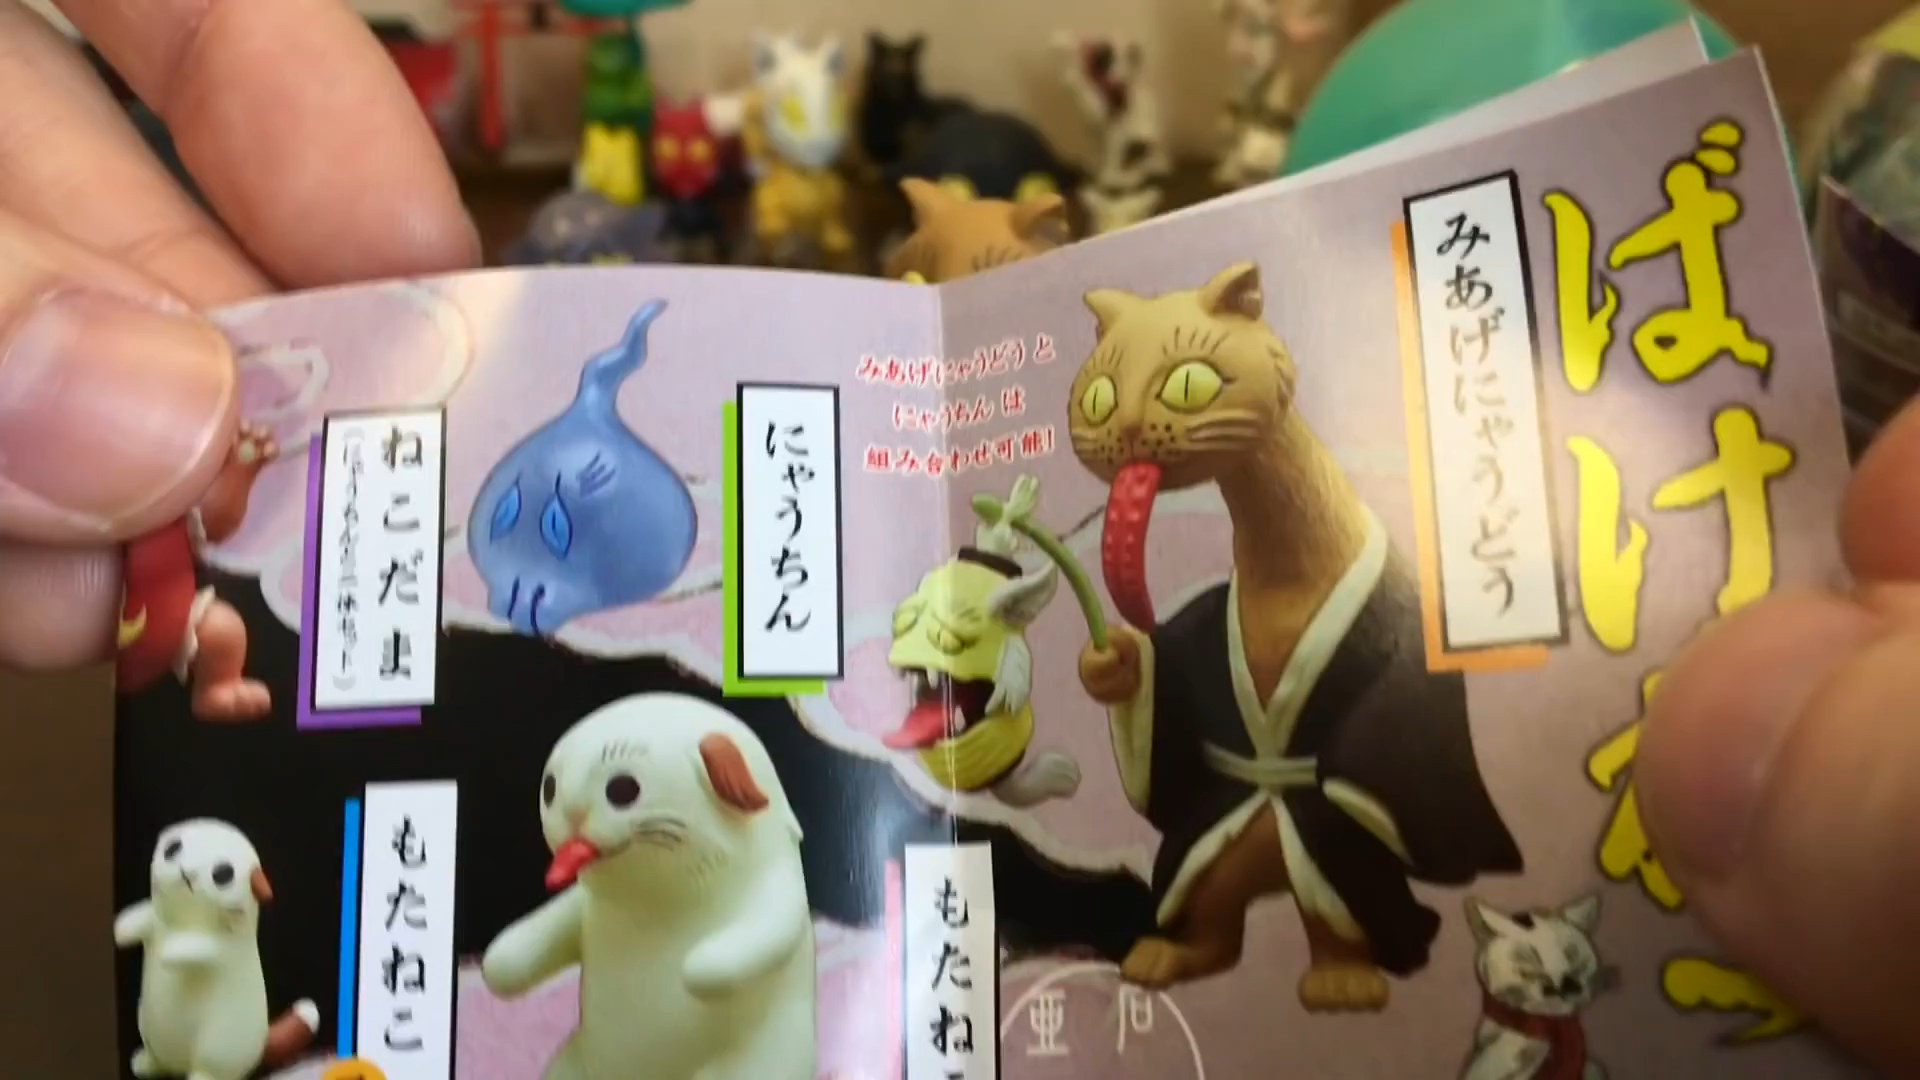 ばけ
みあげにゃうどう
みあげにゃうどう と
にゃうちん は
組み合わせ可能!
にゃうちん
ねこだま
もたね
もたねこ